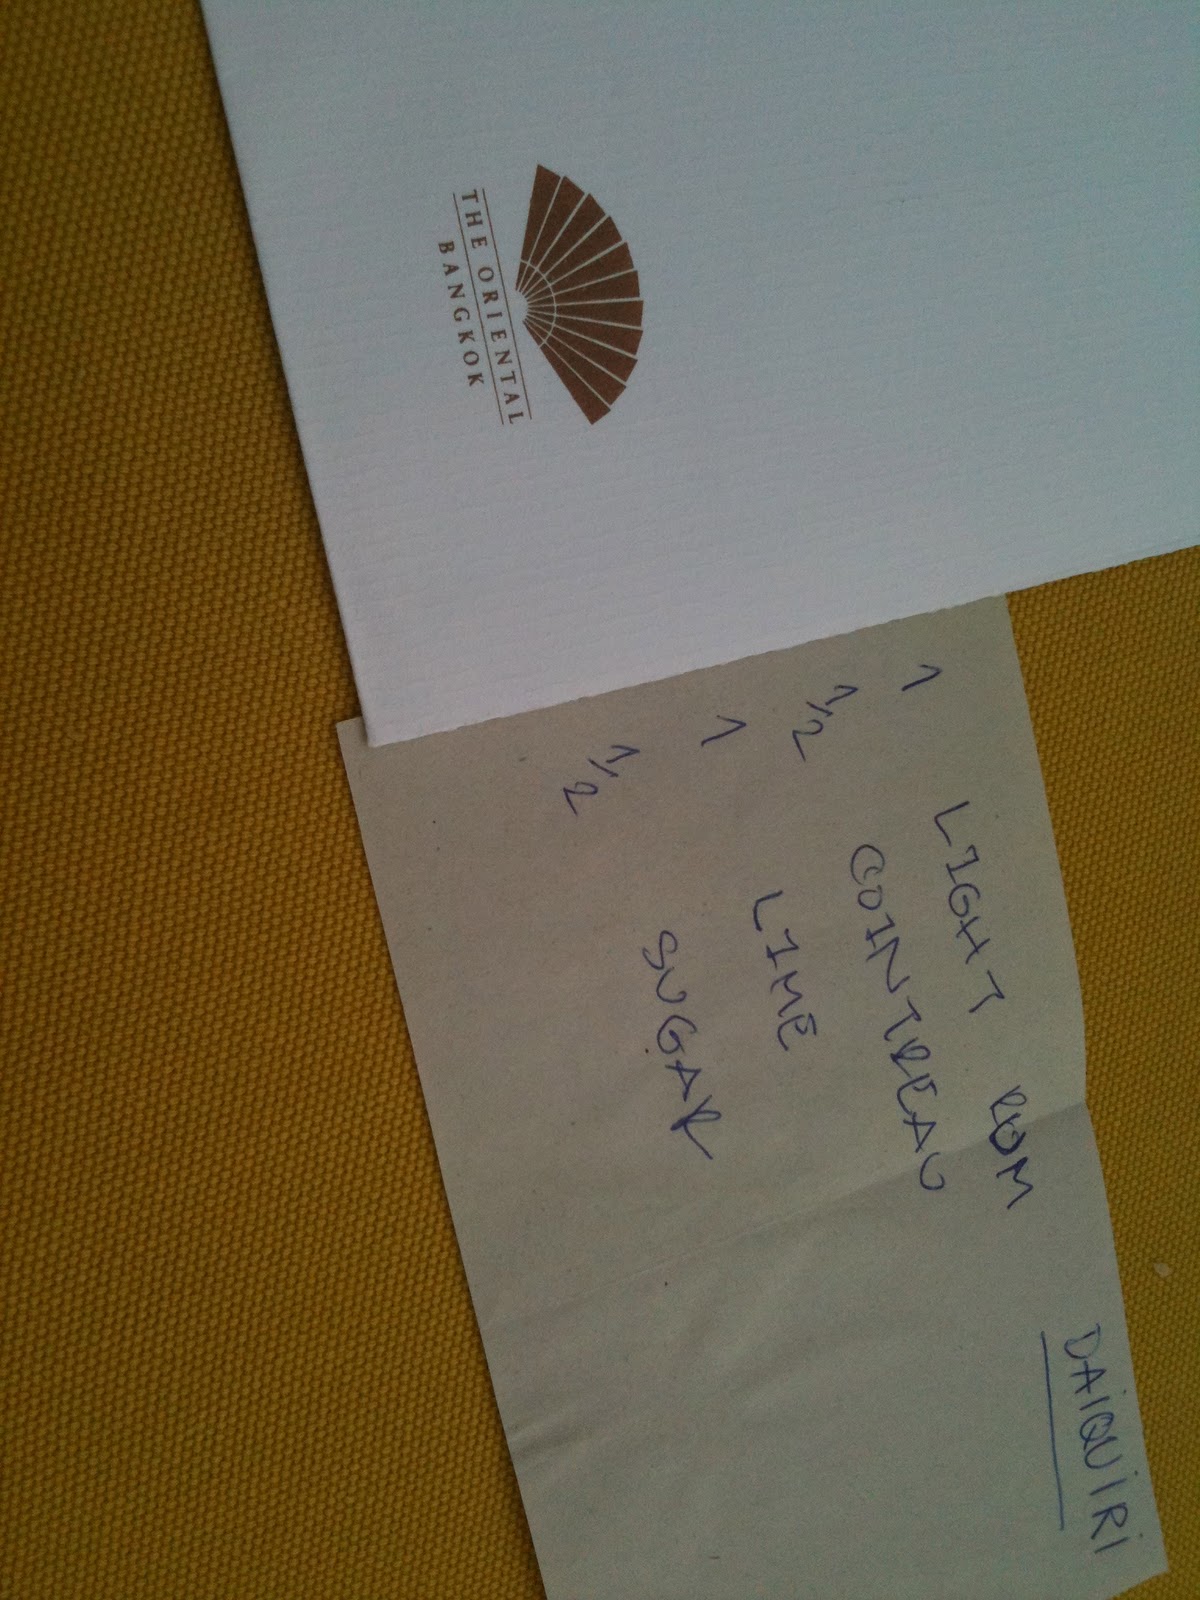 THE ORIENTAL
BANGKOK
DAIQUIRI
1 LIGHT RUM
1/2 COINTREAU
1 LIME
1/2 SUGAR